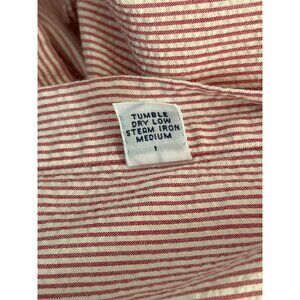 TUMBLE
DRY LOW
STEAM IRON
MEDIUM
1